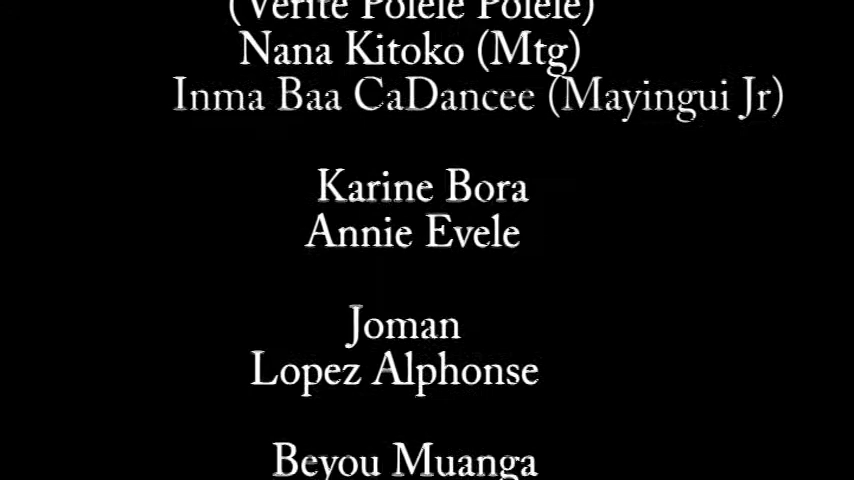 (Verite Polele Polele)
Nana Kitoko (Mtg)
Inma Baa CaDancee (Mayingui Jr)
Karine Bora
Annie Evele
Joman
Lopez Alphonse
Beyou Muanga